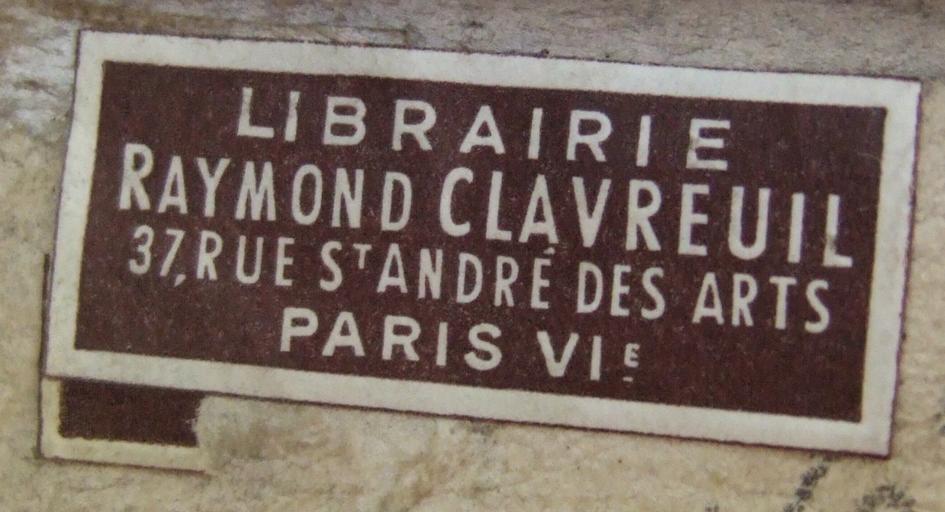 LIBRAIRIE
RAYMOND CLAVREUIL
37, RUE ST ANDRÉ DES ARTS
PARIS VIE